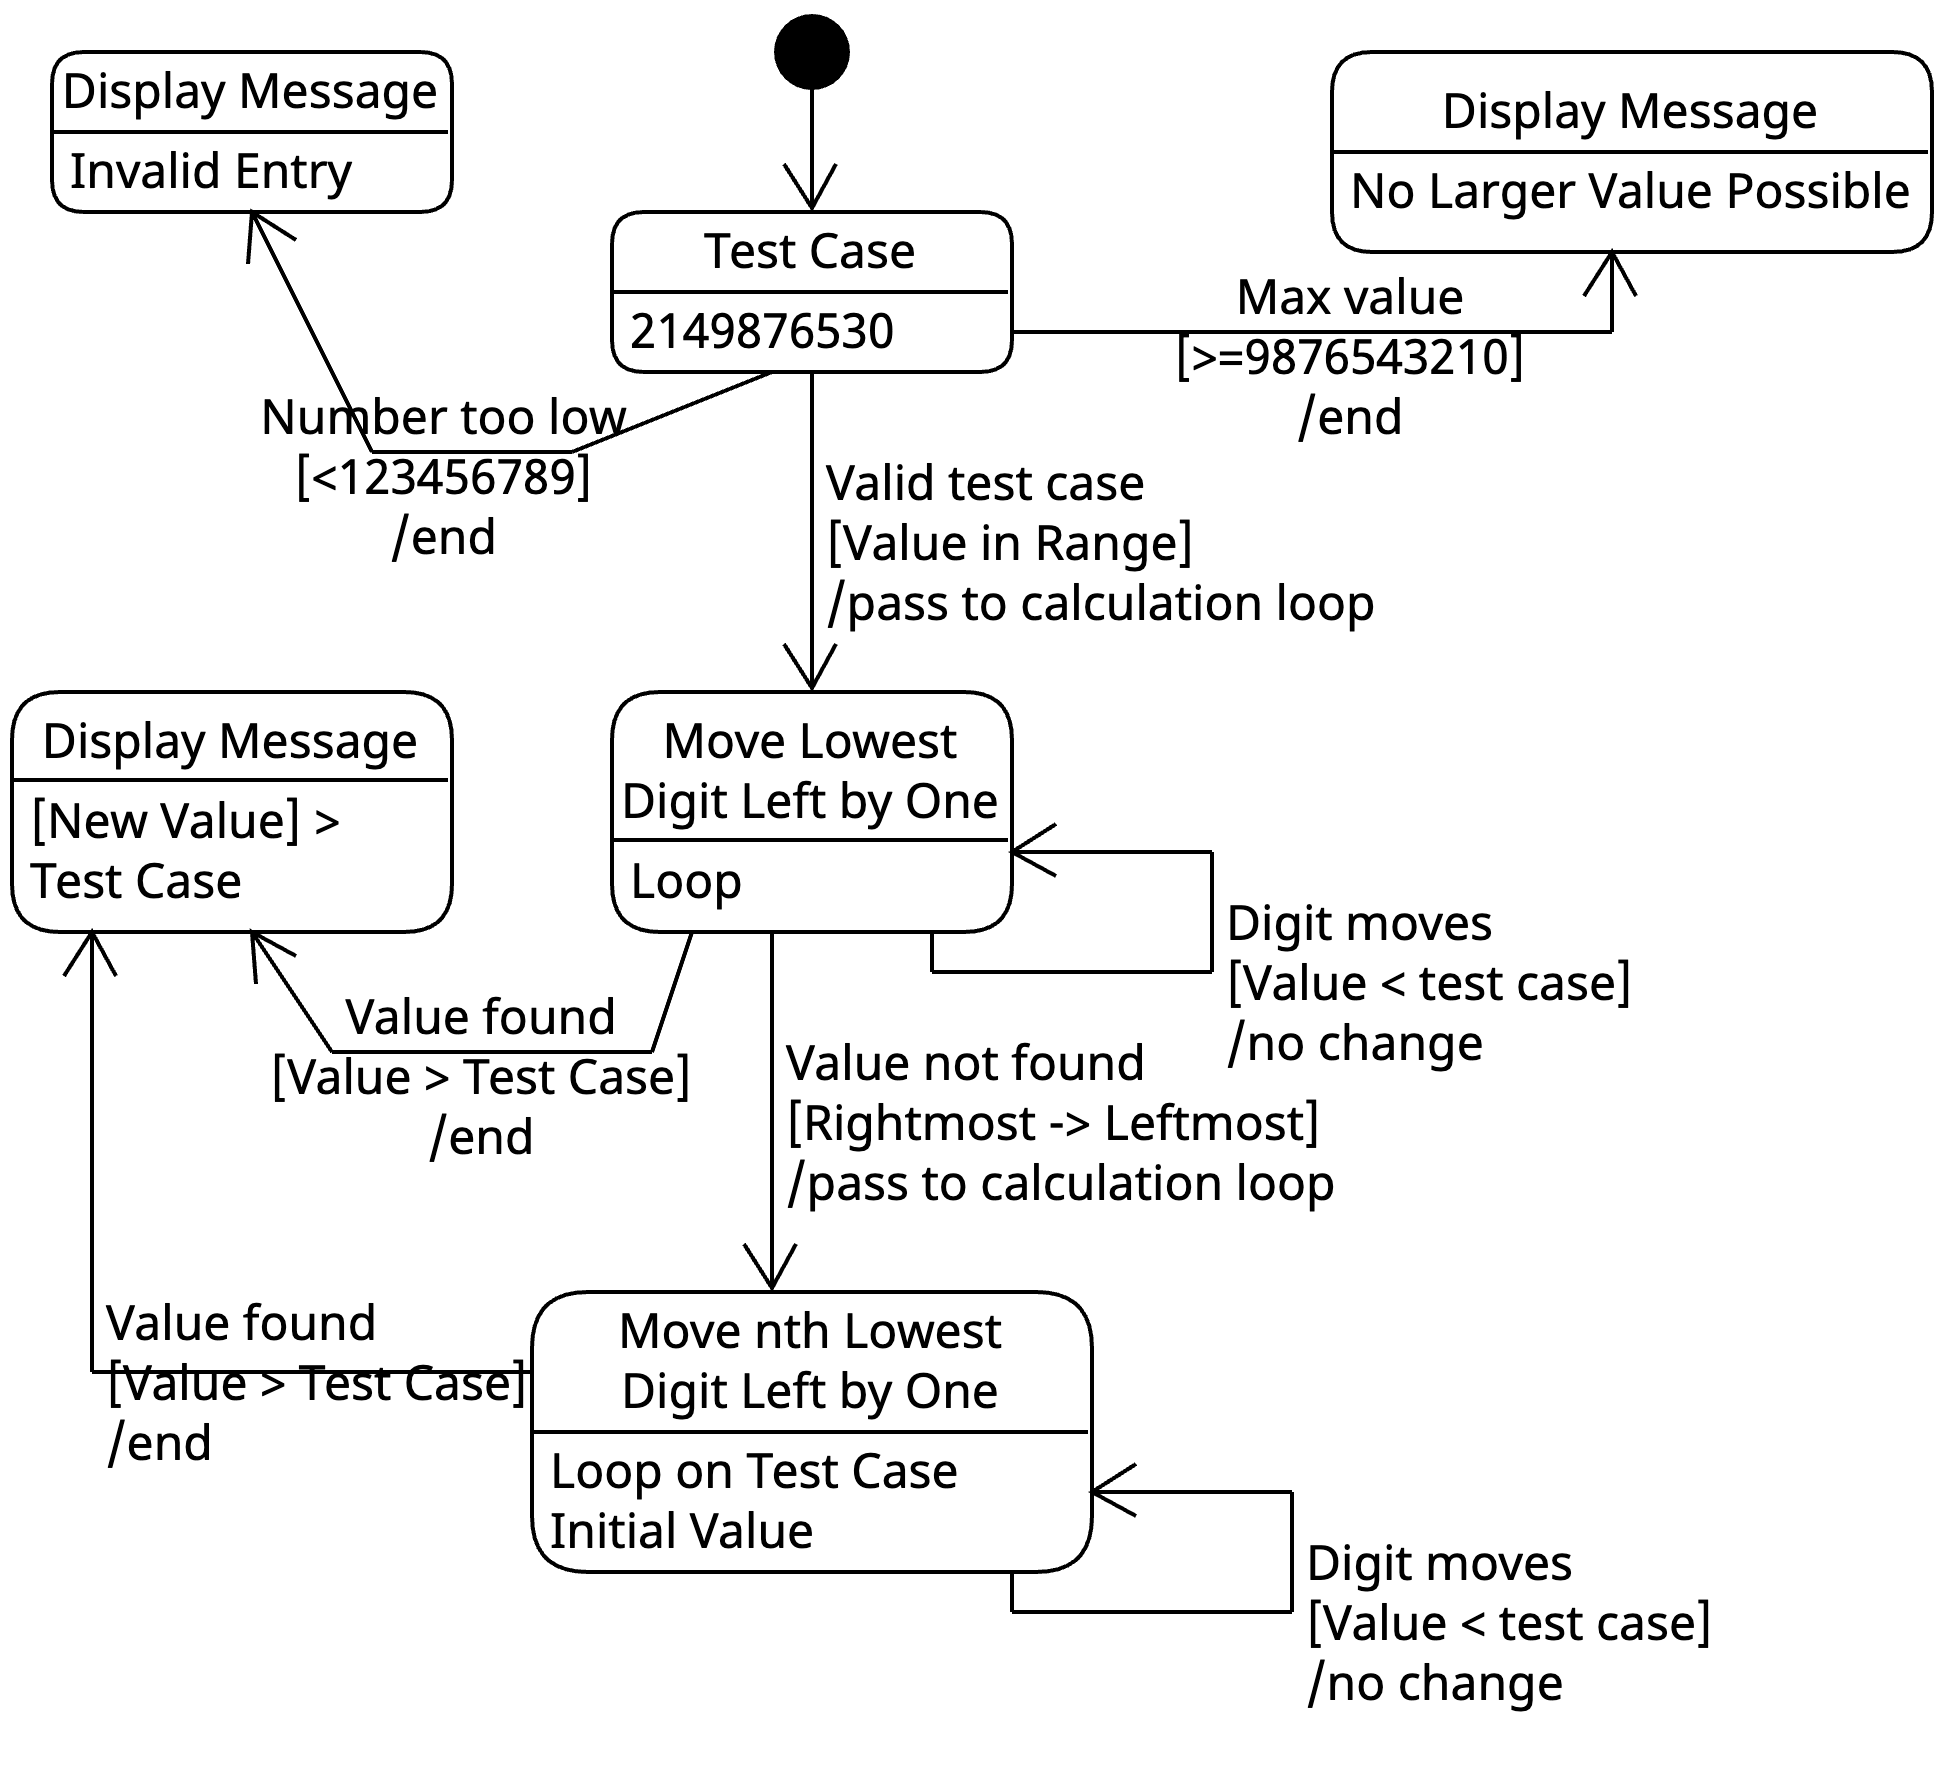 Display Message
Invalid Entry
Test Case
2149876530
Display Message
No Larger Value Possible
Max value
[>=9876543210]
/end
Number too low
[<123456789]
/end
Valid test case
[Value in Range]
/pass to calculation loop
Display Message
[New Value] >
Test Case
Move Lowest
Digit Left by One
Loop
Digit moves
[Value < test case]
/no change
Value found
[Value > Test Case]
/end
Value not found
[Rightmost -> Leftmost]
/pass to calculation loop
Value found
[Value > Test Case]
/end
Move nth Lowest
Digit Left by One
Loop on Test Case
Initial Value
Digit moves
[Value < test case]
/no change